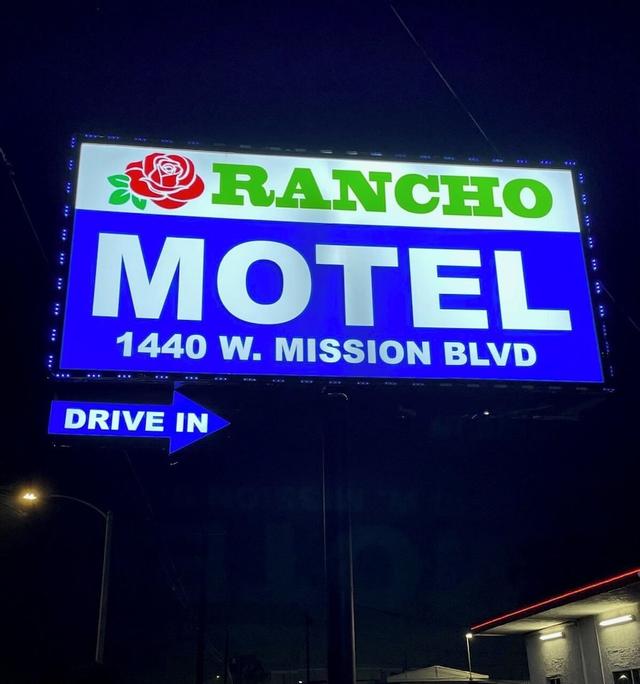 RANCHO
MOTEL
1440 W. MISSION BLVD
DRIVE IN